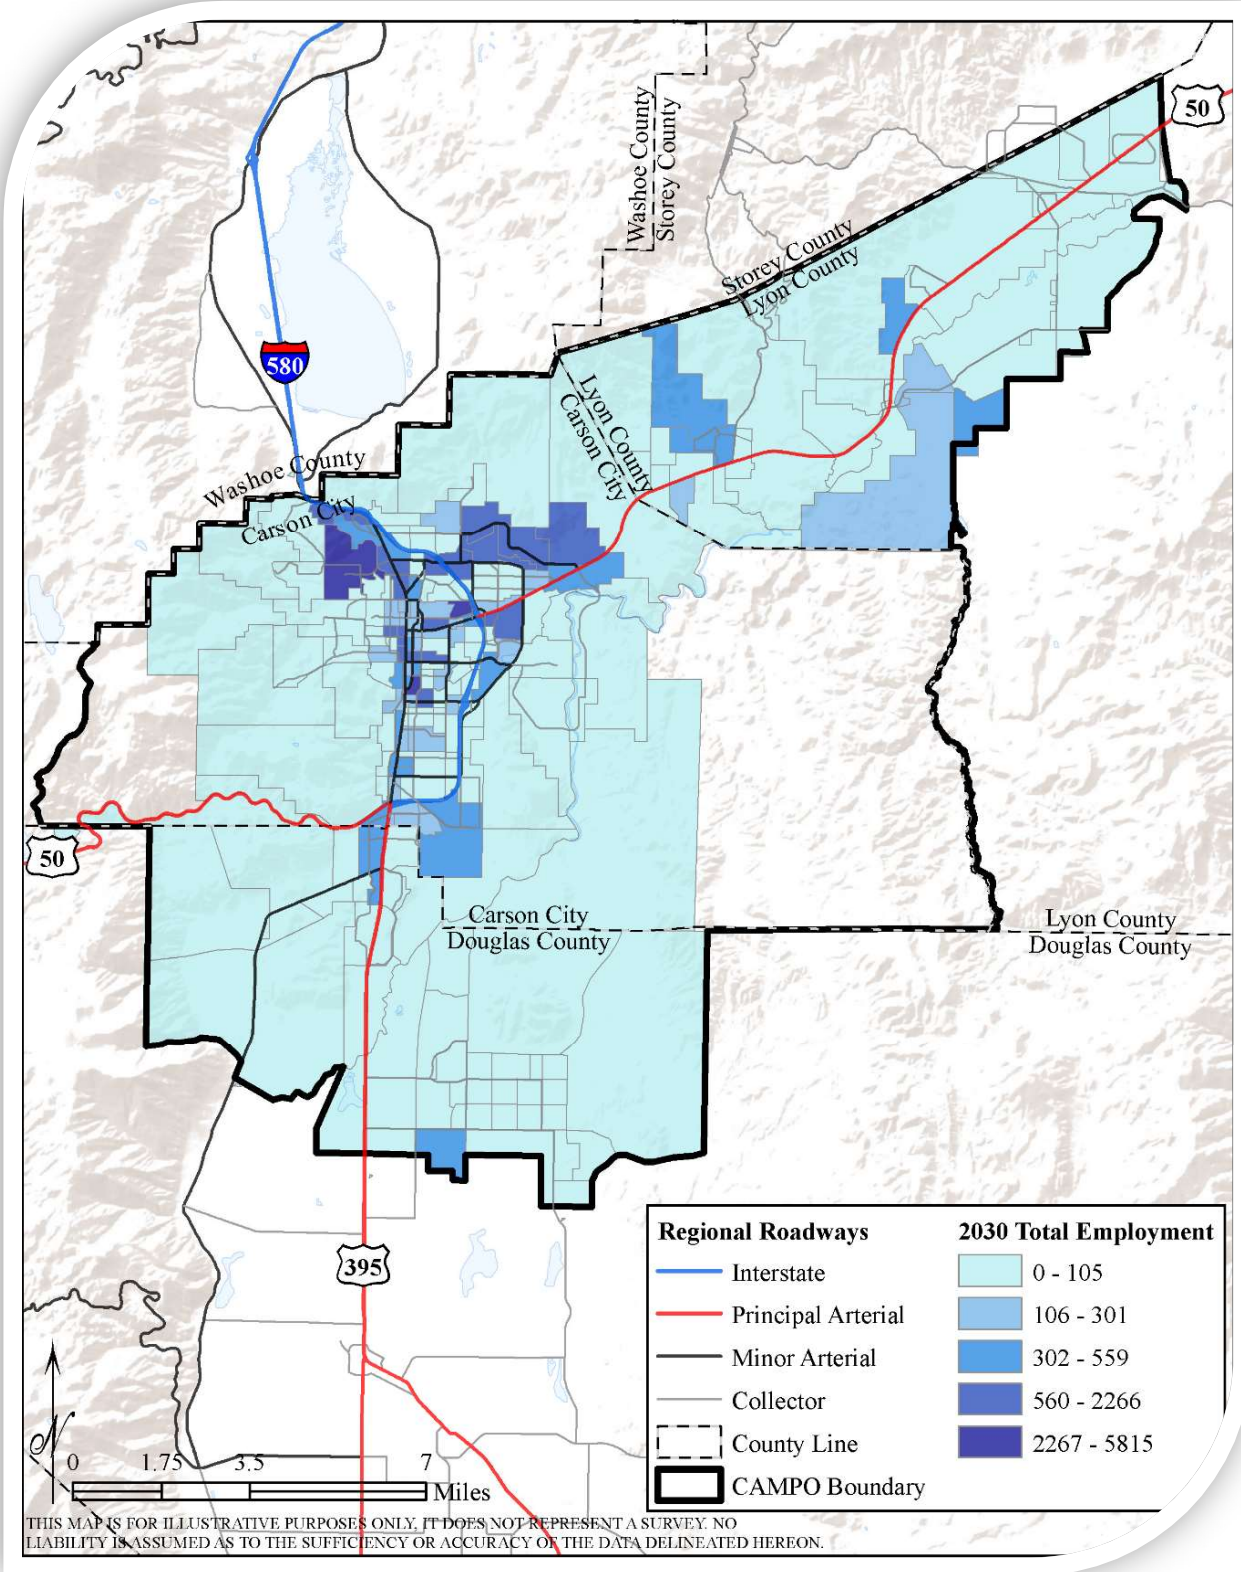 50
Washoe County
Storey County
Storey County
Lyon County
580
Lyon County
Carson City
Washoe County
Carson City
50
Carson City
Douglas County
Lyon County
Douglas County
395
Regional Roadways
Interstate
Principal Arterial
Minor Arterial
Collector
County Line
CAMPO Boundary
2030 Total Employment
0 - 105
106 - 301
302 - 559
560 - 2266
2267 - 5815
N
0 1.75 3.5 7
Miles
THIS MAP IS FOR ILLUSTRATIVE PURPOSES ONLY, IT DOES NOT REPRESENT A SURVEY. NO
LIABILITY IS ASSUMED AS TO THE SUFFICIENCY OR ACCURACY OF THE DATA DELINEATED HEREON.